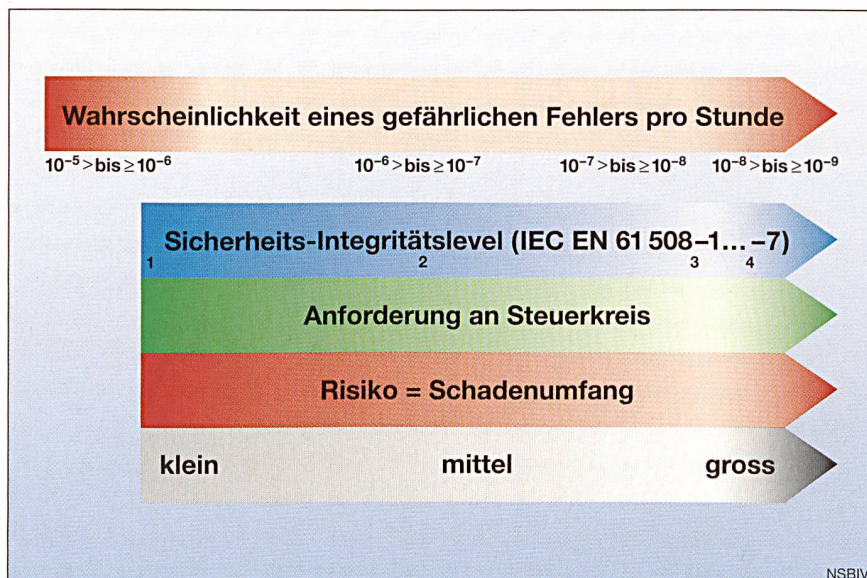 Wahrscheinlichkeit eines gefährlichen Fehlers pro Stunde
10⁻⁵ > bis ≥ 10⁻⁶ 10⁻⁶ > bis ≥ 10⁻⁷ 10⁻⁷ > bis ≥ 10⁻⁸ 10⁻⁸ > bis ≥ 10⁻⁹
Sicherheits-Integritätslevel (IEC EN 61 508–1... –7)
1 2 3 4
Anforderung an Steuerkreis
Risiko = Schadenumfang
klein mittel gross
NSBIV